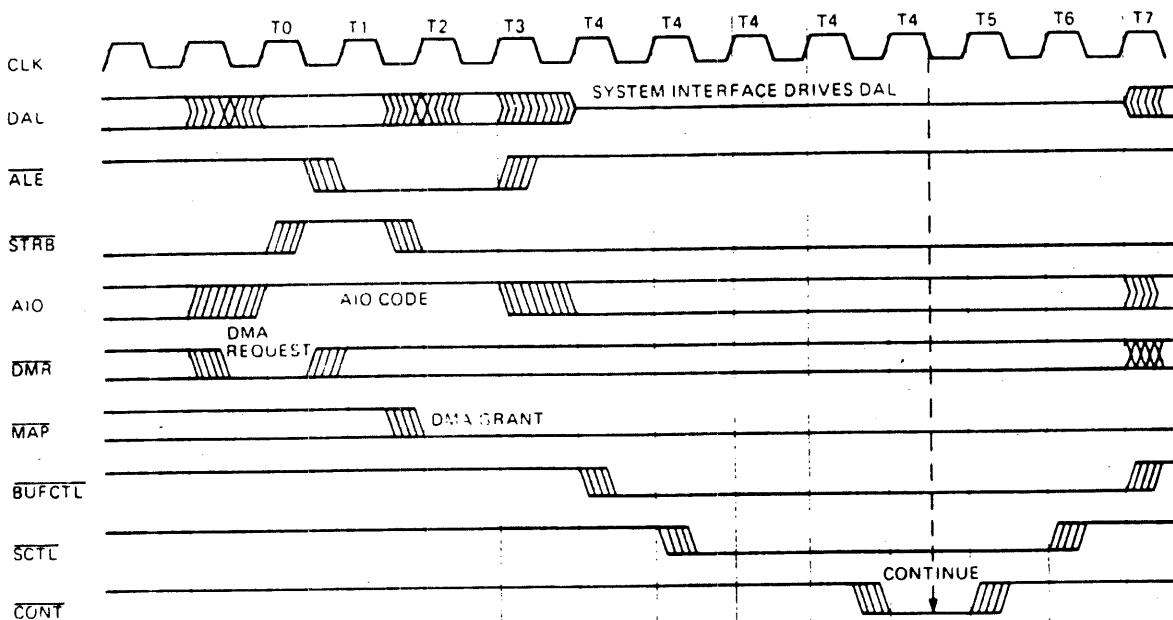 T0 T1 T2 T3 T4 T4 T4 T4 T4 T5 T6 T7
CLK
SYSTEM INTERFACE DRIVES DAL
DAL
ALE
STRB
AIO
AIO CODE
DMA
REQUEST
DMR
MAP
DMA GRANT
BUFCTL
SCTL
CONTINUE
CONT